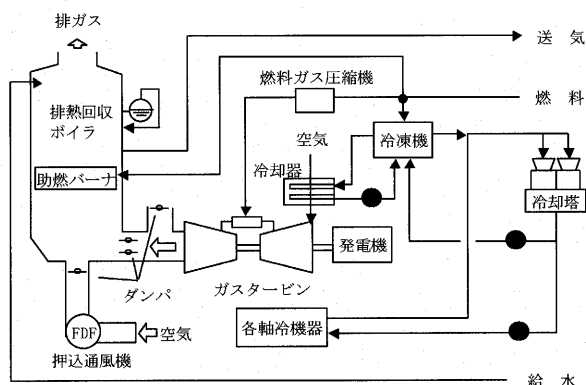 排ガス
送 気
燃料ガス圧縮機
燃 料
排熱回収
ボイラ
空気
冷凍機
冷却器
助燃バーナ
冷却塔
発電機
ダンパ
ガスタービン
FDF
空気
押込通風機
各軸冷機器
給 水